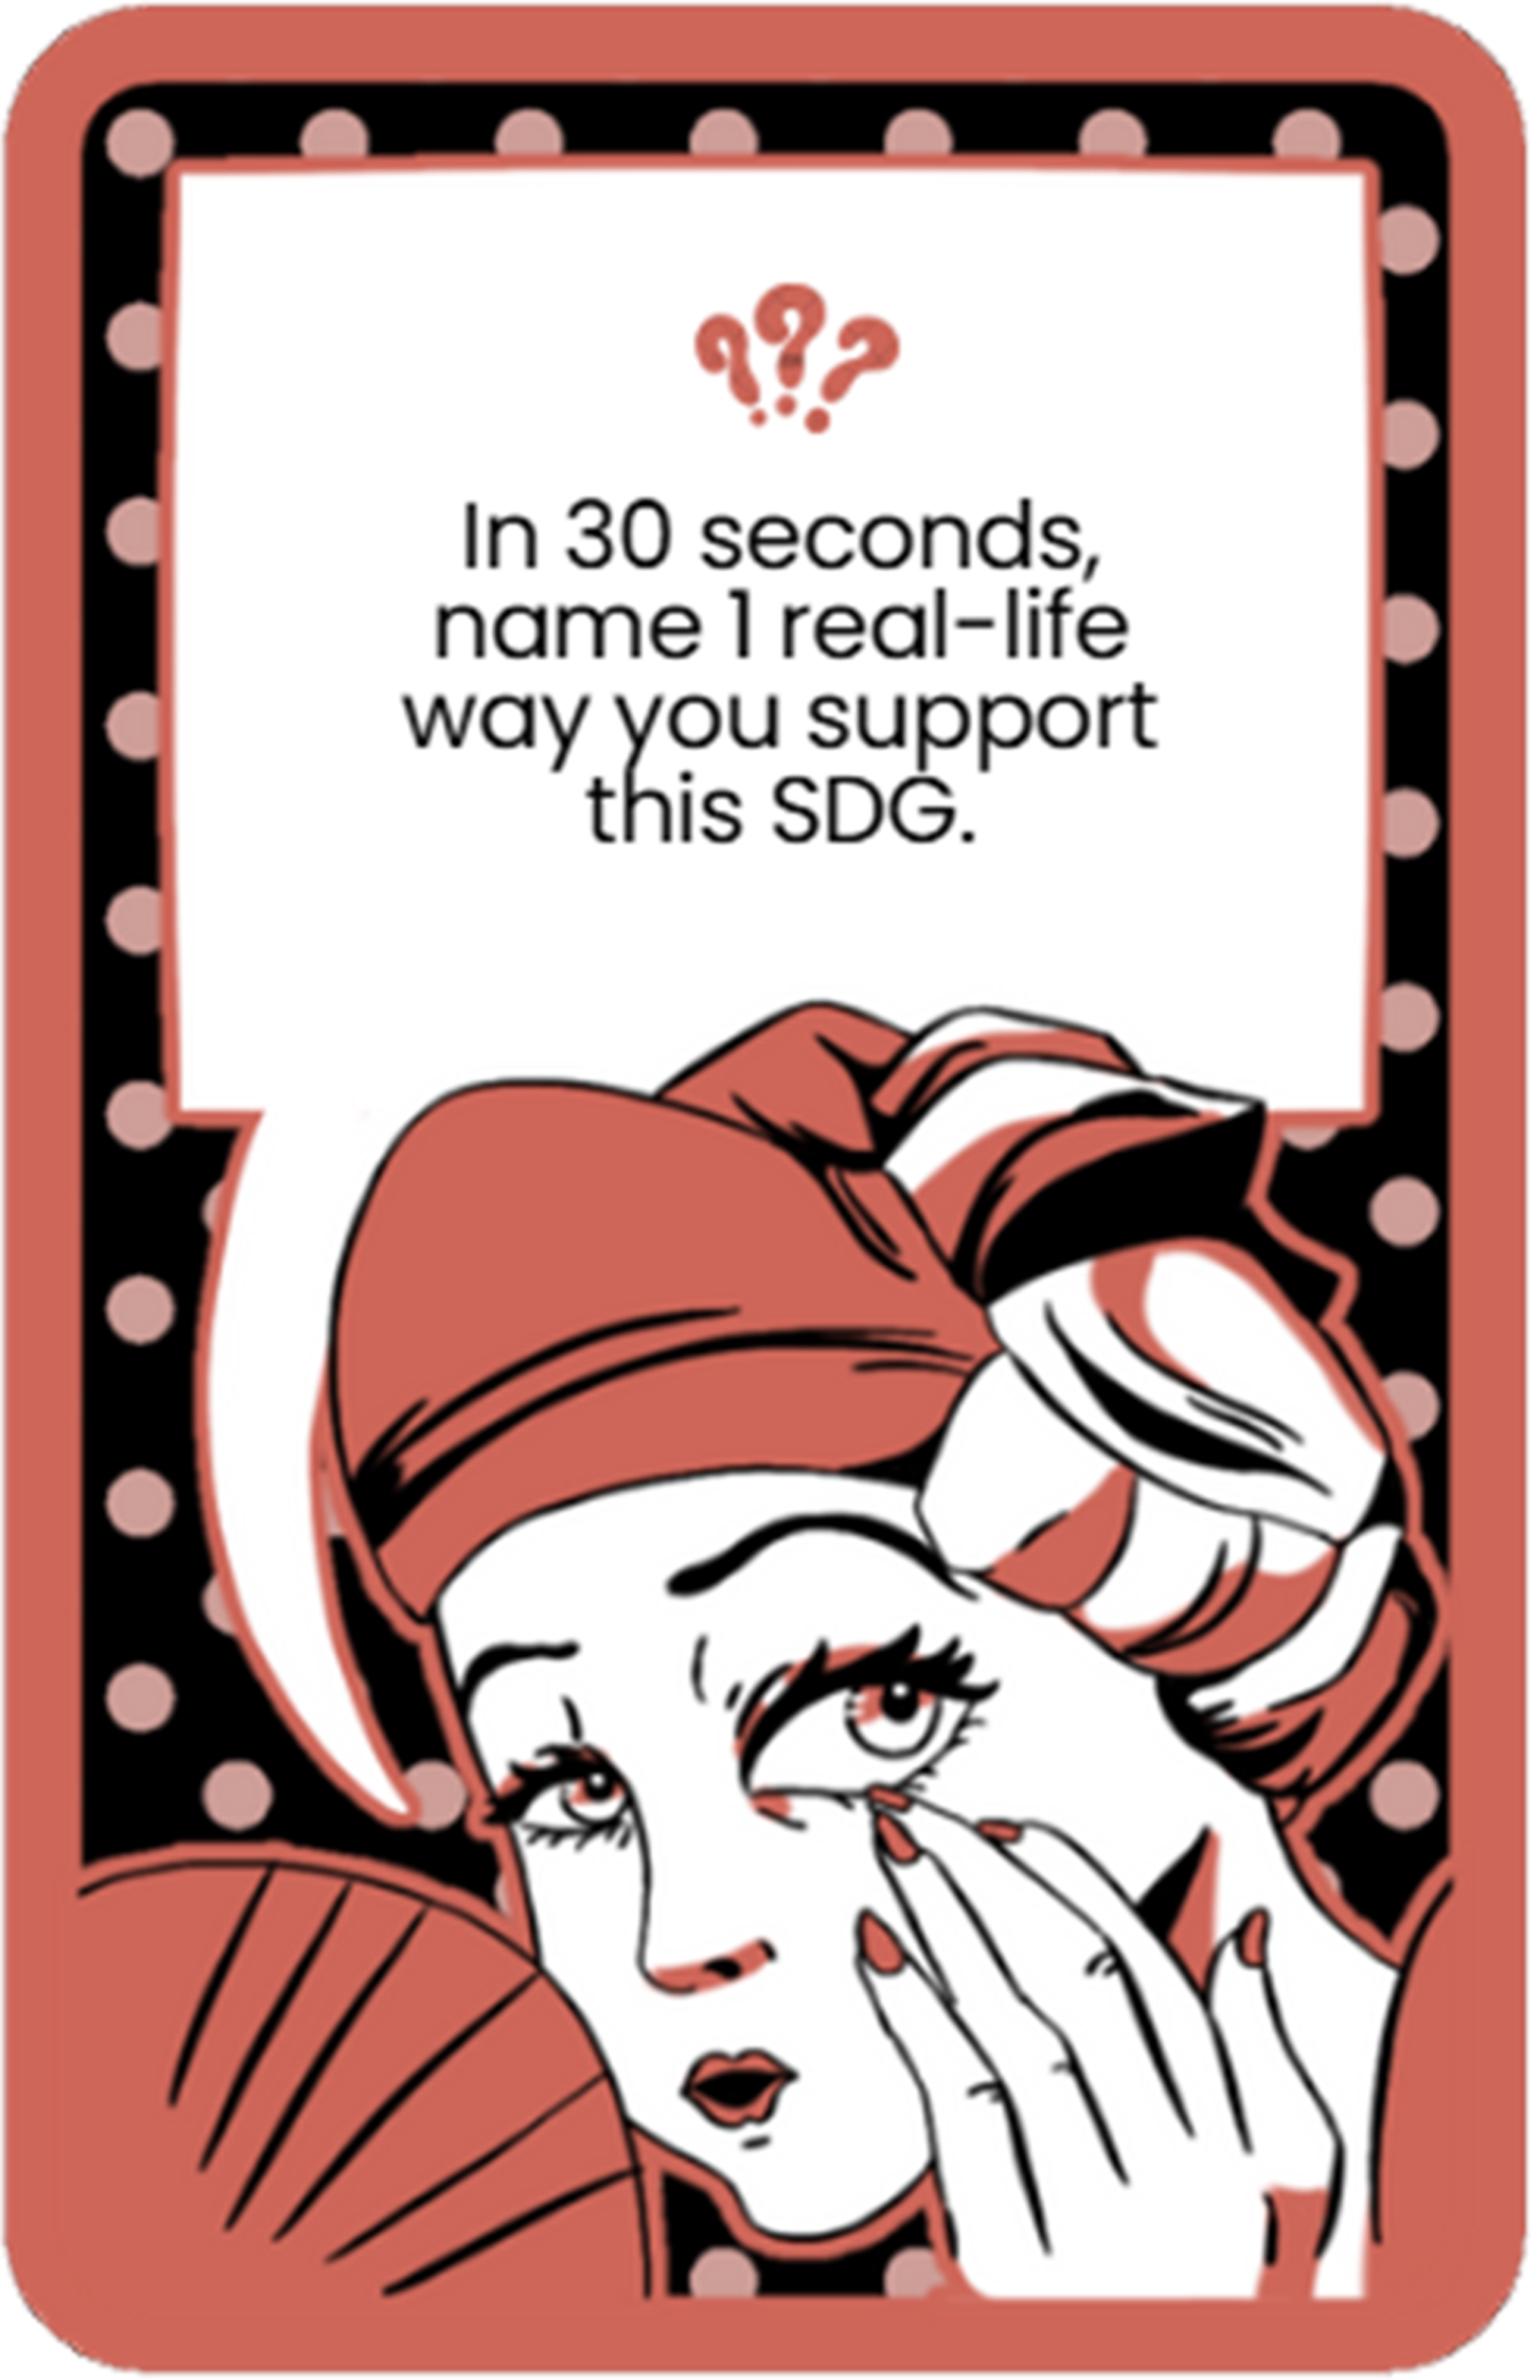 ???
In 30 seconds,
name 1 real-life
way you support
this SDG.